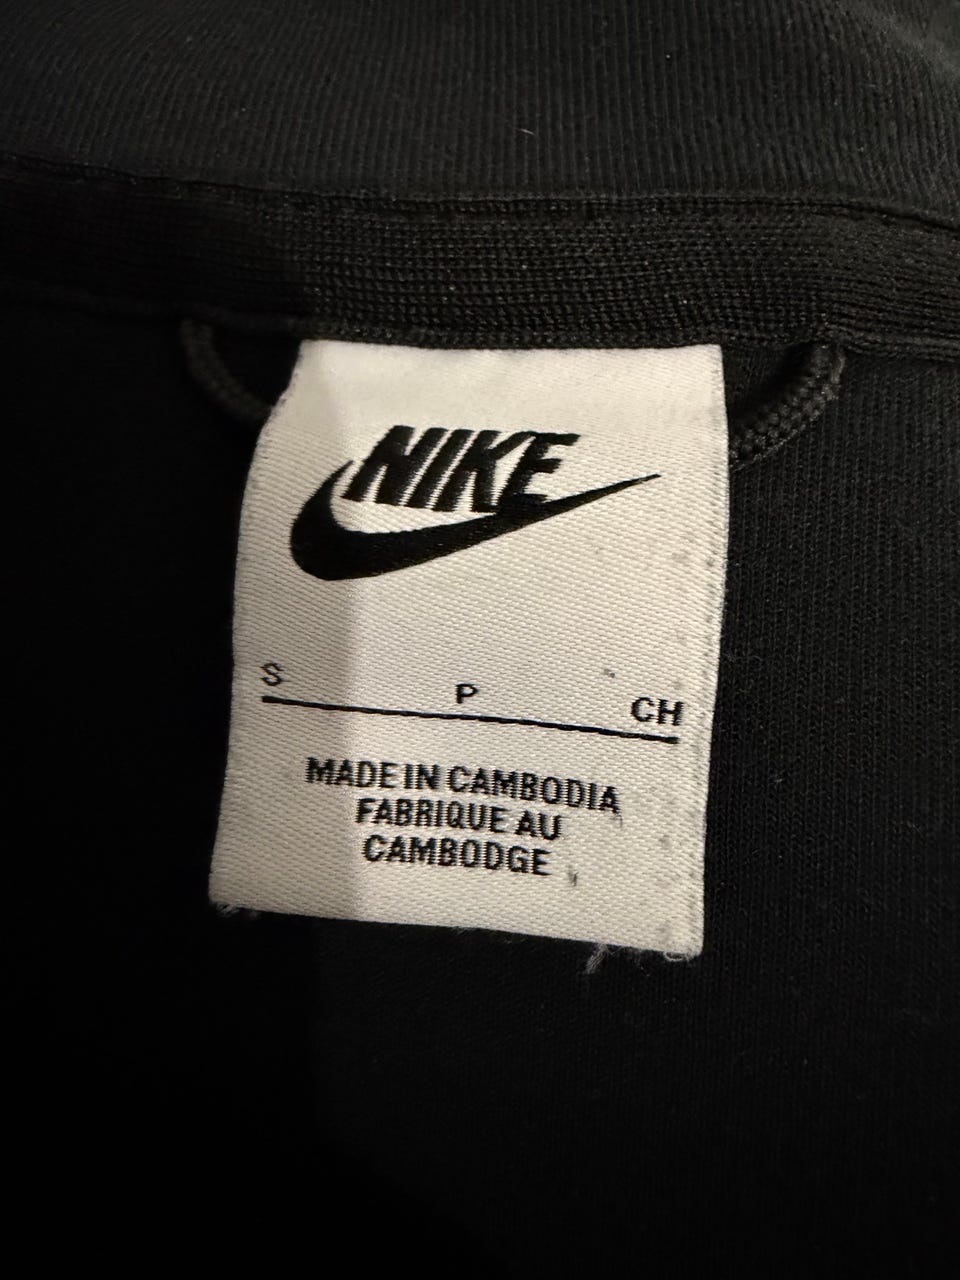 NIKE
S P CH
MADE IN CAMBODIA
FABRIQUE AU
CAMBODGE